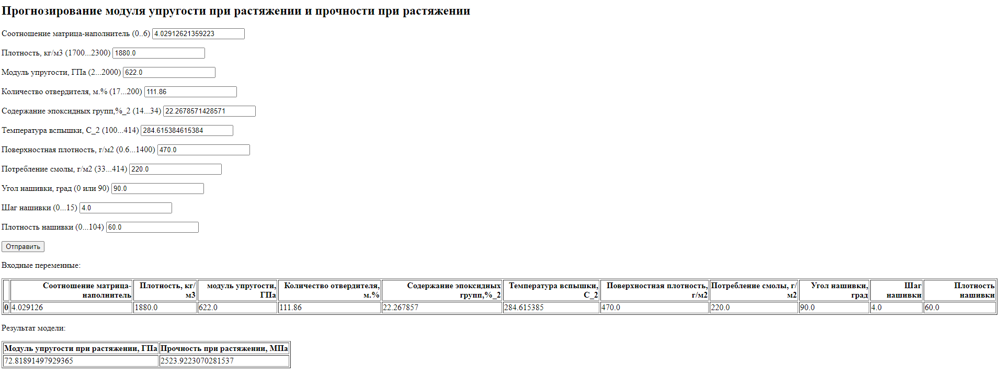 Прогнозирование модуля упругости при растяжении и прочности при растяжении
Соотношение матрица-наполнитель (0..6) 4.02912621359223
Плотность, кг/м3 (1700...2300) 1880.0
Модуль упругости, ГПа (2...2000) 622.0
Количество отвердителя, м.% (17...200) 111.86
Содержание эпоксидных групп,%_2 (14...34) 22.2678571428571
Температура вспышки, С_2 (100...414) 284.615384615384
Поверхностная плотность, г/м2 (0.6...1400) 470.0
Потребление смолы, г/м2 (33...414) 220.0
Угол нашивки, град (0 или 90) 90.0
Шаг нашивки (0...15) 4.0
Плотность нашивки (0...104) 60.0
Отправить
Входные переменные:
Соотношение матрица- Плотность, кг/ модуль упругости, Количество отвердителя, Содержание эпоксидных Температура вспышки, Поверхностная плотность, Потребление смолы, г/ Угол нашивки, Шаг Плотность
наполнитель м3 ГПа м.% групп,%_2 С_2 г/м2 м2 град нашивки нашивки
0 4.029126 1880.0 622.0 111.86 22.267857 284.615385 470.0 220.0 90.0 4.0 60.0
Результат модели:
Модуль упругости при растяжении, ГПа Прочность при растяжении, МПа
72.81891497929365 2523.9223070281537